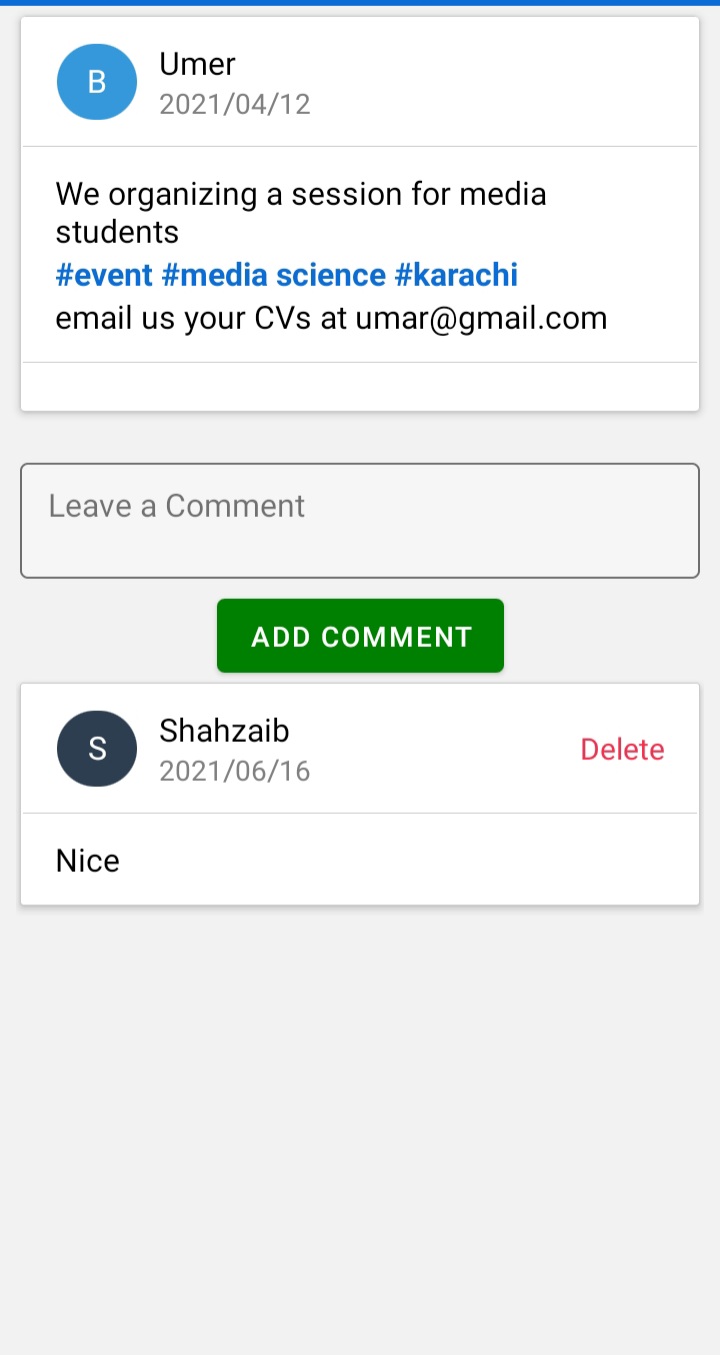 B
Umer
2021/04/12
We organizing a session for media
students
#event #media science #karachi
email us your CVs at umar@gmail.com
Leave a Comment
ADD COMMENT
S
Shahzaib
2021/06/16
Delete
Nice